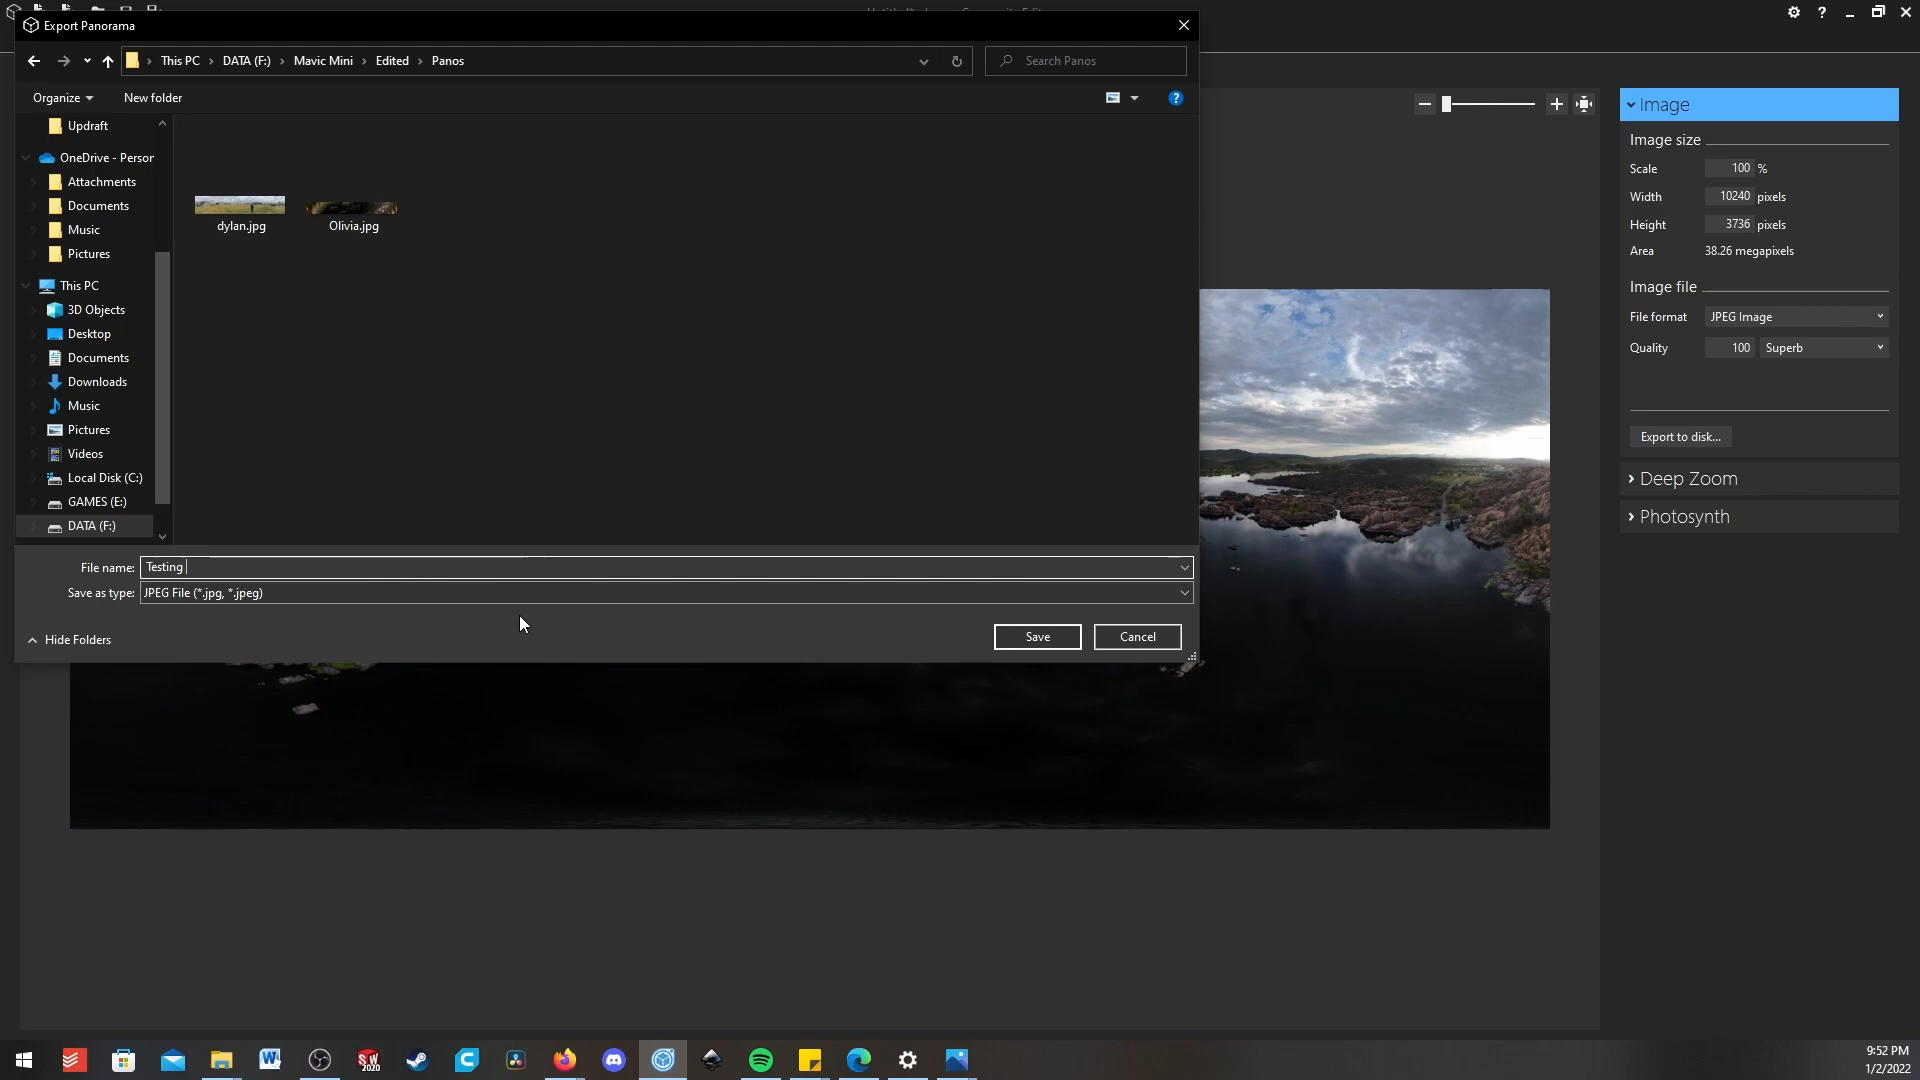 Export Panorama
This PC
DATA (F:)
Mavic Mini
Edited
Panos
Search Panos
Organize
New folder
Updraft
OneDrive - Person
Attachments
Documents
Music
Pictures
This PC
3D Objects
Desktop
Documents
Downloads
Music
Pictures
Videos
Local Disk (C:)
GAMES (E:)
DATA (F:)
dylan.jpg
Olivia.jpg
File name: Testing
Save as type: JPEG File (*.jpg, *.jpeg)
Hide Folders
Save
Cancel
Image
Image size
Scale 100 %
Width 10240 pixels
Height 3736 pixels
Area 38.26 megapixels
Image file
File format JPEG Image
Quality 100 Superb
Export to disk...
Deep Zoom
Photosynth
SW
2020
9:52 PM
1/2/2022